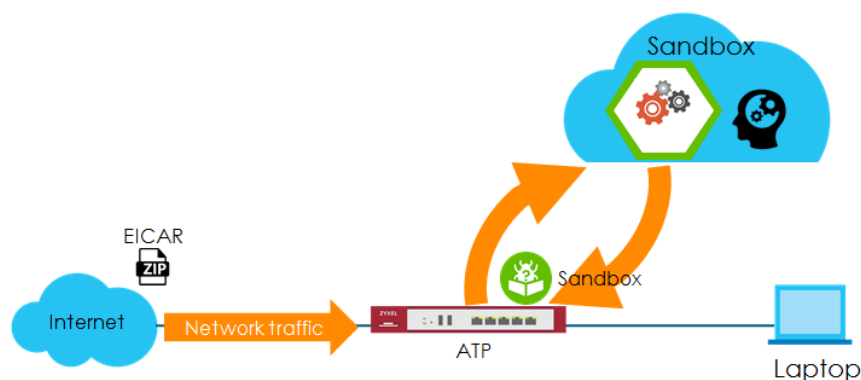 Sandbox
EICAR
ZIP
Sandbox
Internet
Network traffic
ZYXEL
ATP
Laptop